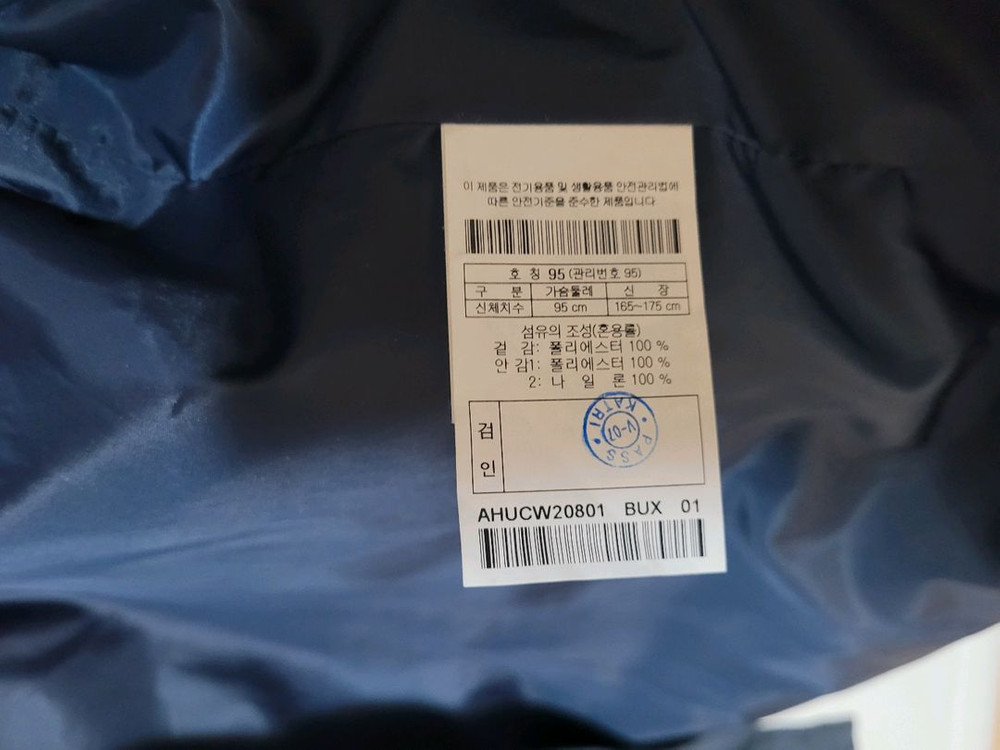 이 제품은 전기용품 및 생활용품 안전관리법에
따른 안전기준을 준수한 제품입니다
호 칭 95 (관리번호 95)
구 분 가슴둘레 신 장
신체치수 95 cm 165~175 cm
섬유의 조성(혼용률)
겉 감: 폴리에스터 100 %
안 감1: 폴리에스터 100 %
2: 나 일 론 100 %
검
인
KATRI
V-07
PASS
AHUCW20801 BUX 01